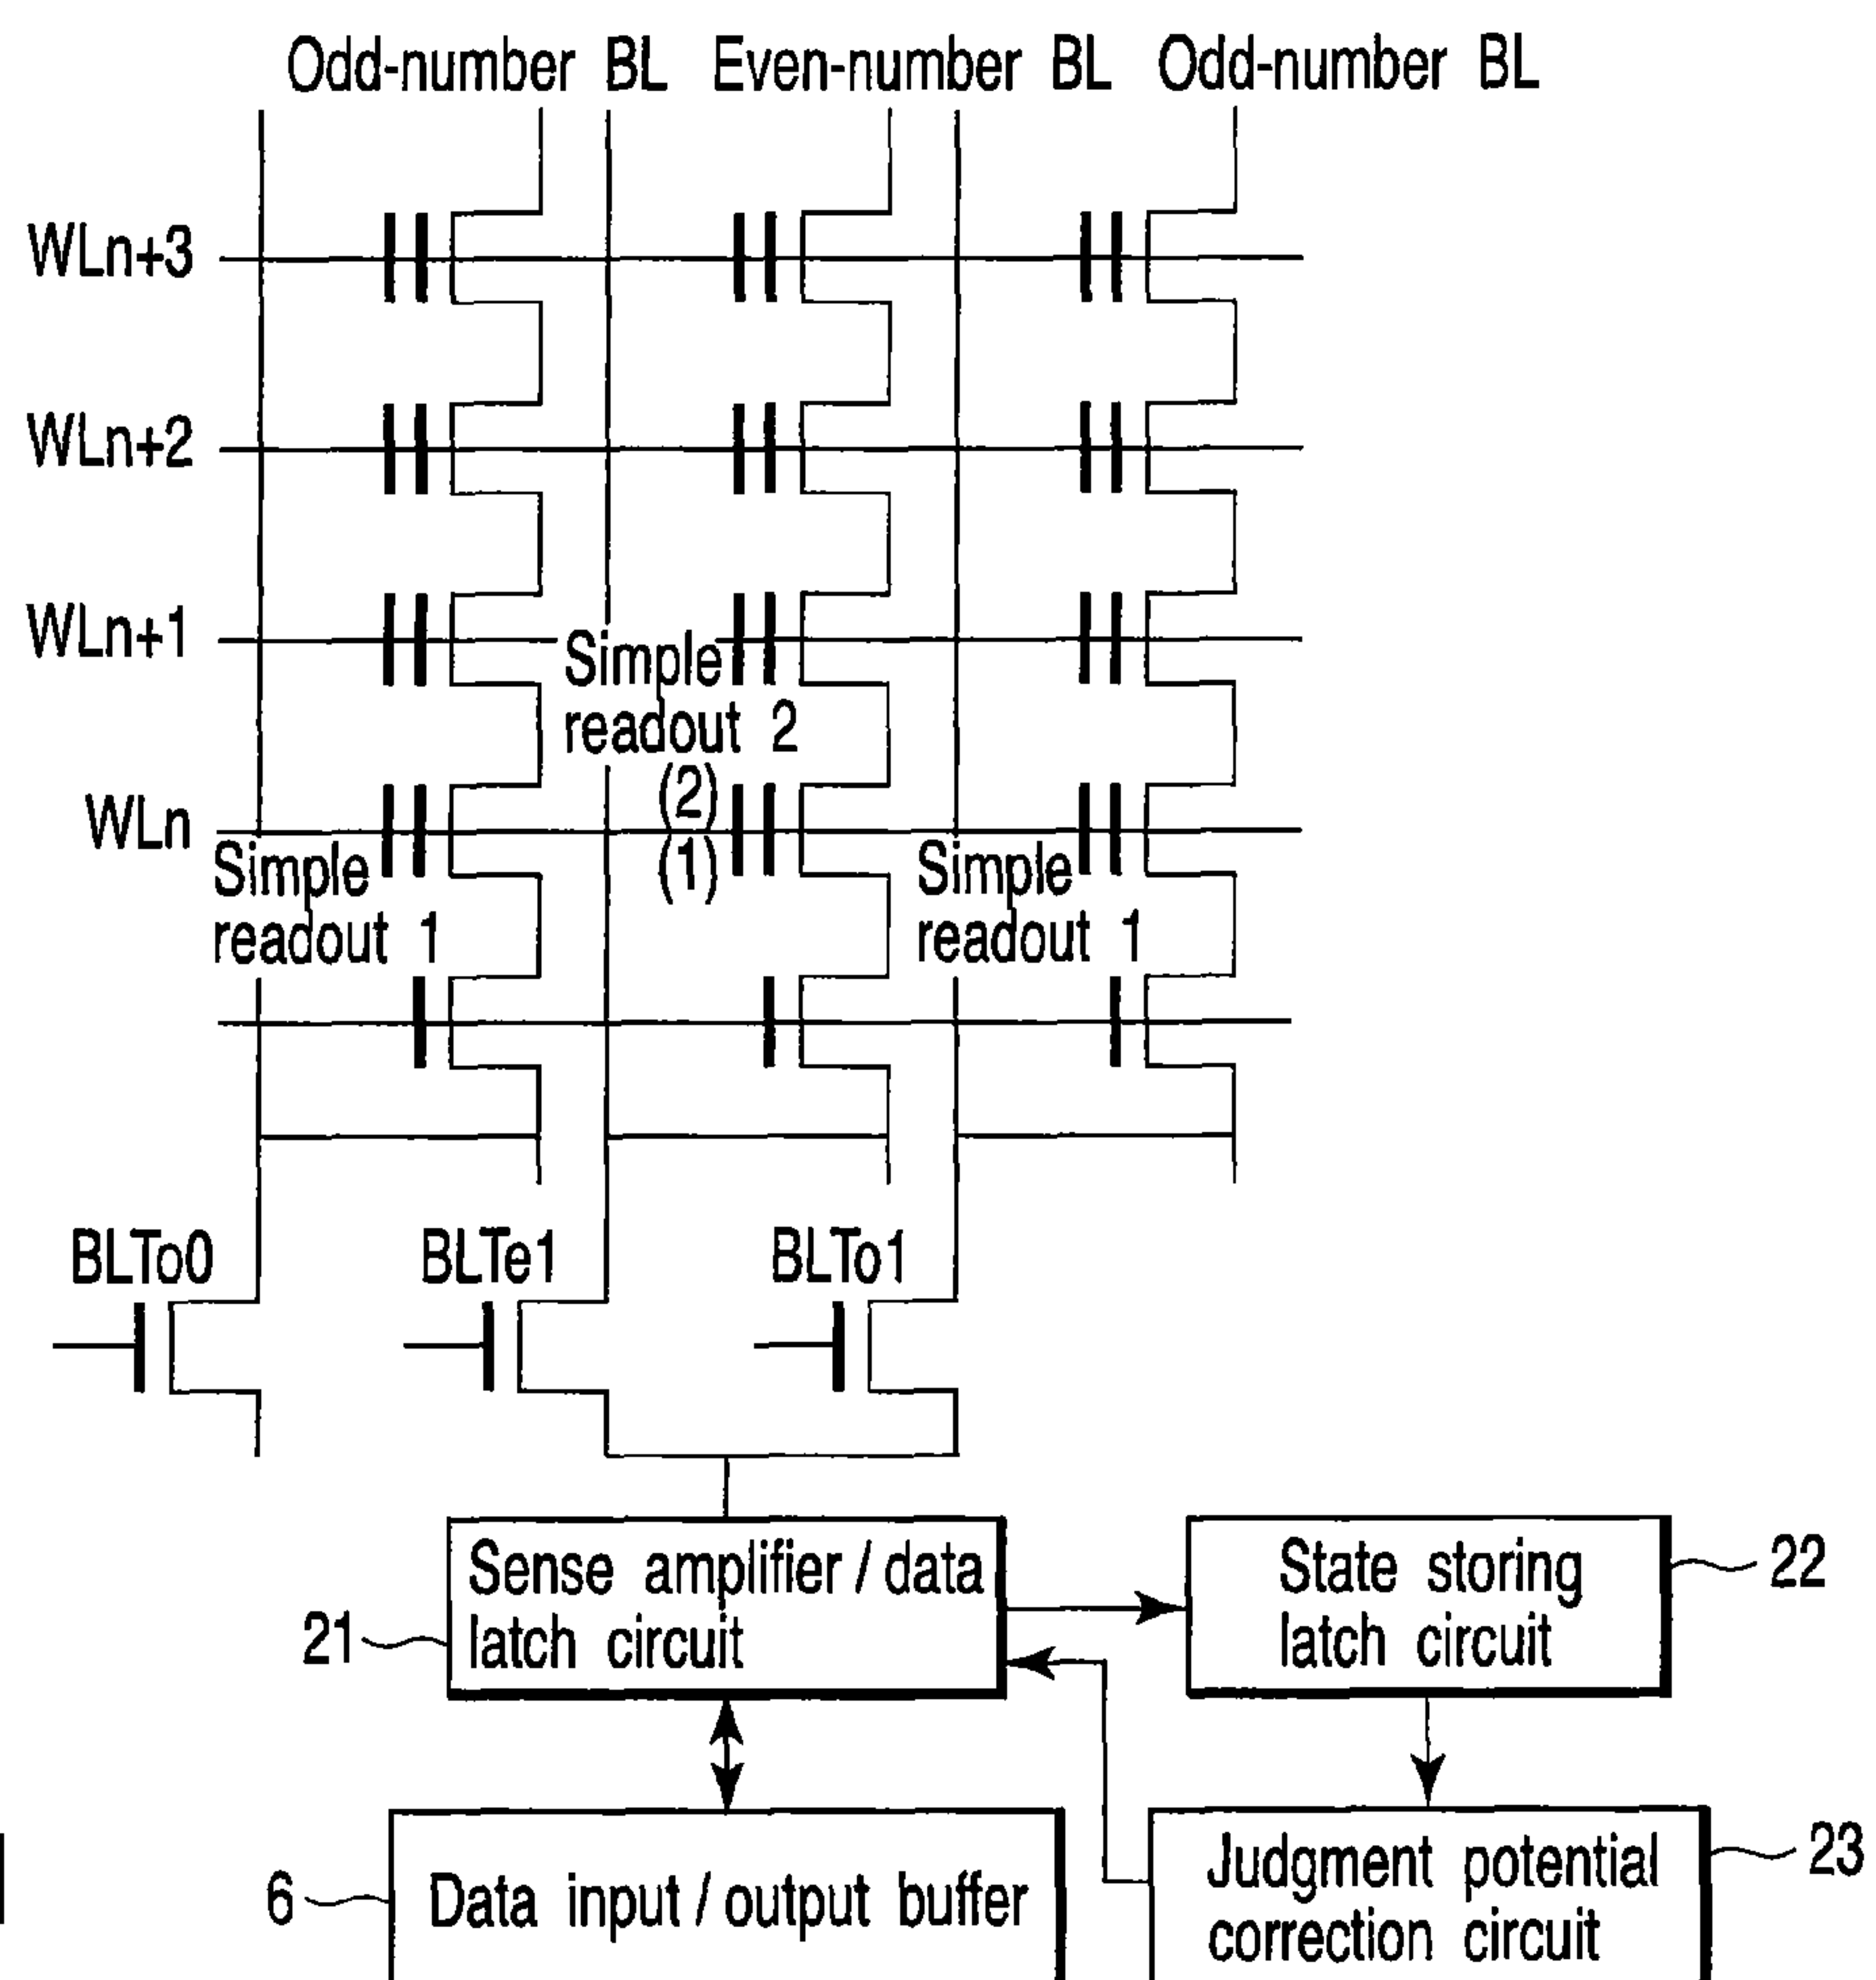 Odd-number BL Even-number BL Odd-number BL
WLn+3
WLn+2
WLn+1
Simple
readout 2
(2)
WLn
(1)
Simple
readout 1
Simple
readout 1
BLTo0
BLTe1
BLTo1
Sense amplifier / data
latch circuit
21
State storing
latch circuit
22
6
Data input / output buffer
Judgment potential
correction circuit
23